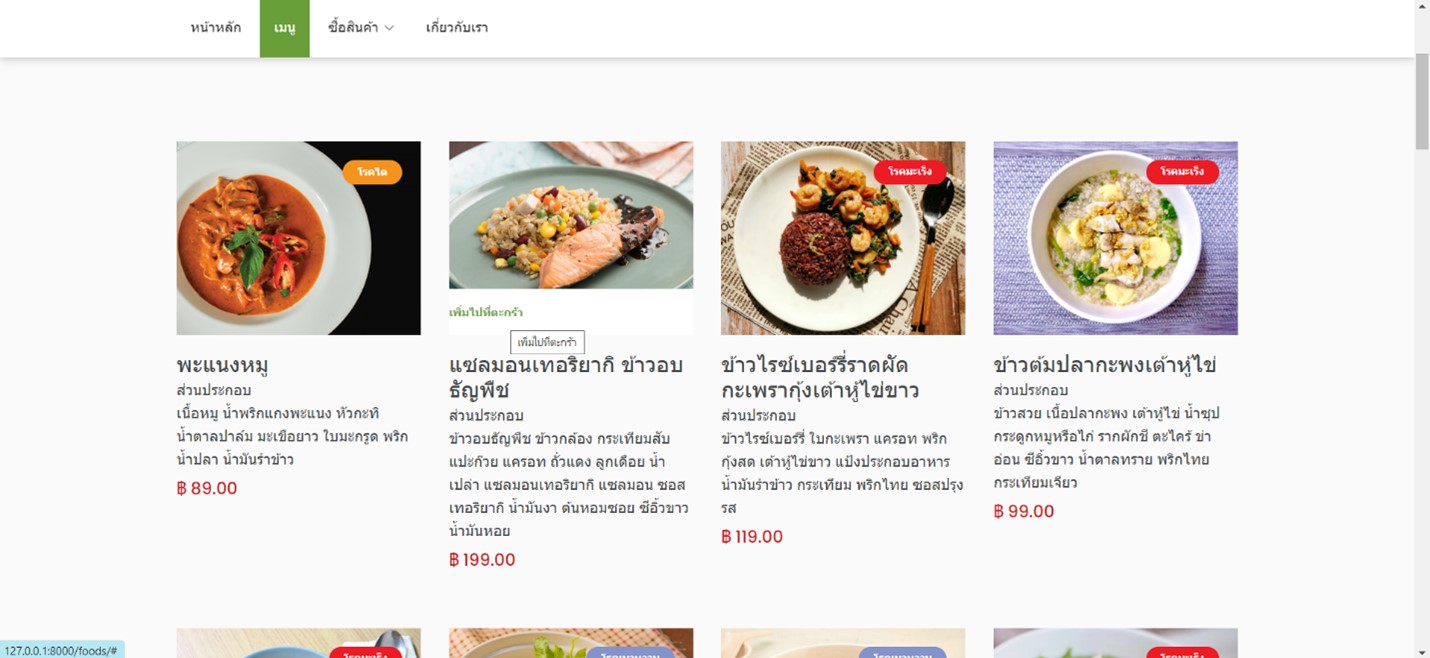 หน้าหลัก เมนู ซื้อสินค้า เกี่ยวกับเรา
โรคไต
โรคมะเร็ง
โรคมะเร็ง
เพิ่มไปที่ตะกร้า
เพิ่มไปที่ตะกร้า
พะแนงหมู
ส่วนประกอบ
เนื้อหมู น้ำพริกแกงพะแนง หัวกะทิ
น้ำตาลปาล์ม มะเขือยาว ใบมะกรูด พริก
น้ำปลา น้ำมันรำข้าว
฿ 89.00
แซลมอนเทอริยากิ ข้าวอบ
ธัญพืช
ส่วนประกอบ
ข้าวอบธัญพืช ข้าวกล้อง กระเทียมสับ
แปะก๊วย แครอท ถั่วแดง ลูกเดือย น้ำ
เปล่า แซลมอนเทอริยากิ แซลมอน ซอส
เทอริยากิ น้ำมันงา ต้นหอมซอย ซีอิ้วขาว
น้ำมันหอย
฿ 199.00
ข้าวไรซ์เบอร์รี่ราดผัด
กะเพรากุ้งเต้าหู้ไข่ขาว
ส่วนประกอบ
ข้าวไรซ์เบอร์รี่ ใบกะเพรา แครอท พริก
กุ้งสด เต้าหู้ไข่ขาว แป้งประกอบอาหาร
น้ำมันรำข้าว กระเทียม พริกไทย ซอสปรุง
รส
฿ 119.00
ข้าวต้มปลากะพงเต้าหู้ไข่
ส่วนประกอบ
ข้าวสวย เนื้อปลากะพง เต้าหู้ไข่ น้ำซุป
กระดูกหมูหรือไก่ รากผักชี ตะไคร้ ข่า
อ่อน ซีอิ้วขาว น้ำตาลทราย พริกไทย
กระเทียมเจียว
฿ 99.00
127.0.0.1:8000/foods/#